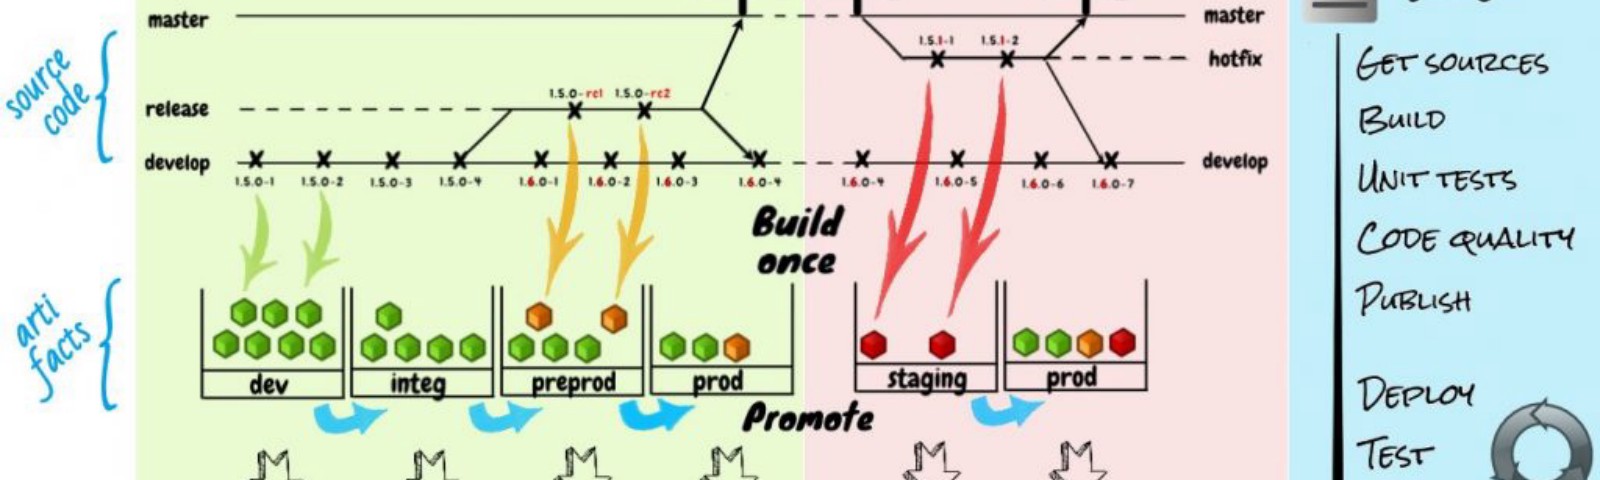 source
code
master
release
develop
1.5.0-rc1 1.5.0-rc2
1.5.0-1 1.5.0-2 1.5.0-3 1.5.0-4 1.6.0-1 1.6.0-2 1.6.0-3 1.6.0-4
master
hotfix
develop
1.5.1-1 1.5.1-2
1.6.0-4 1.6.0-5 1.6.0-6 1.6.0-7
Build
once
arti
facts
dev integ preprod prod staging prod
Promote
GET SOURCES
BUILD
UNIT TESTS
CODE QUALITY
PUBLISH
DEPLOY
TEST